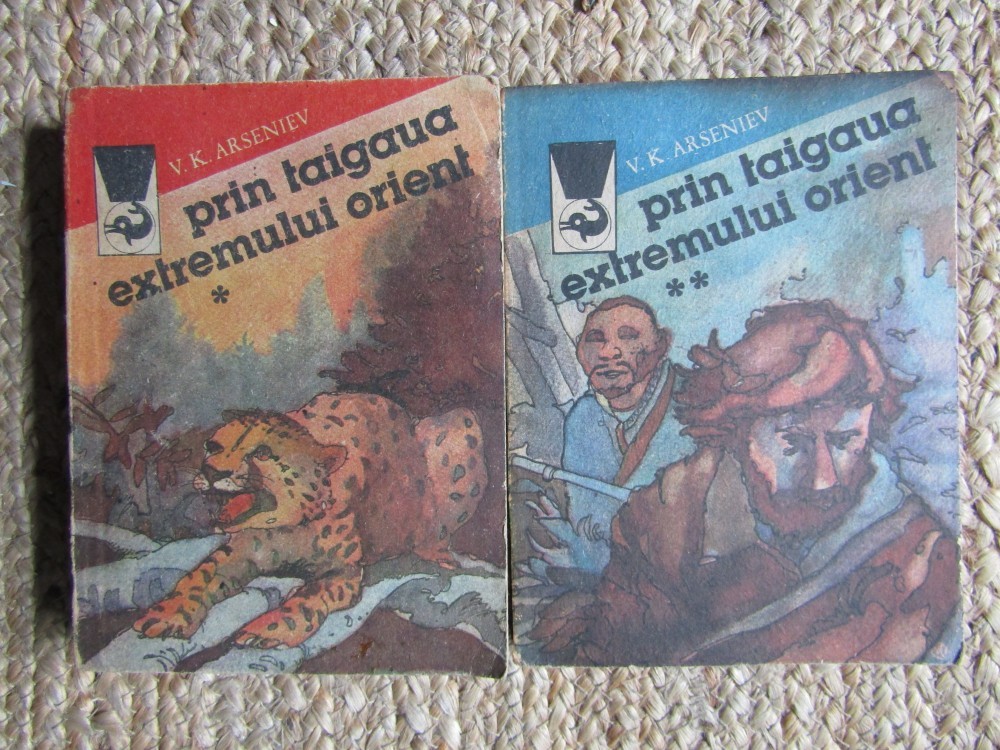 V. K. ARSENIEV
prin taigaua
extremului orient
*
V. K. ARSENIEV
prin taigaua
extremului orient
**